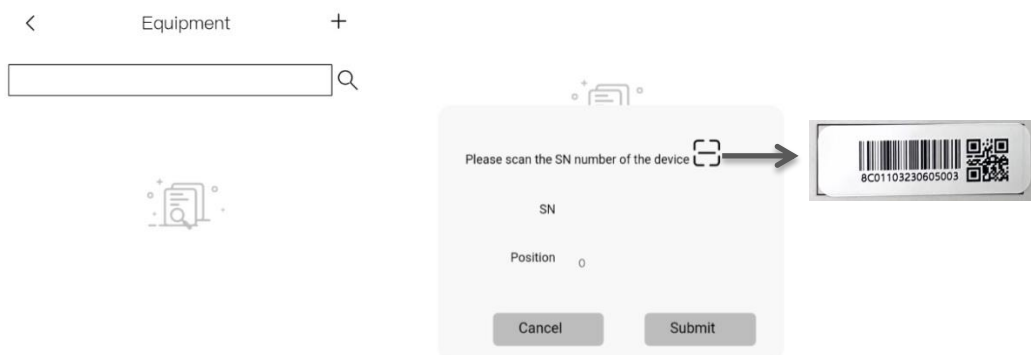 Equipment
Please scan the SN number of the device
8C01103230605003
SN
Position 0
Cancel Submit